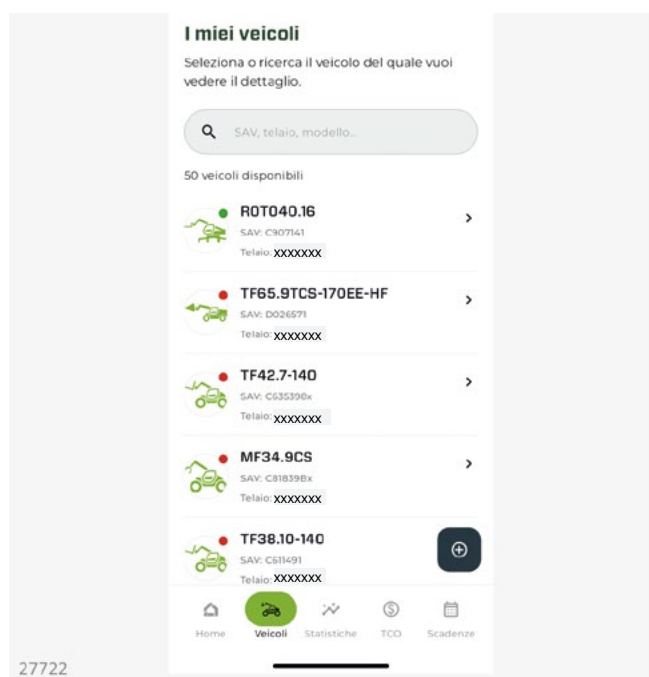 I miei veicoli
Seleziona o ricerca il veicolo del quale vuoi
vedere il dettaglio.
SAV, telaio, modello...
50 veicoli disponibili
ROTO40.16
SAV: C907141
Telaio: XXXXXXX
TF65.9TCS-170EE-HF
SAV: D026571
Telaio: XXXXXXX
TF42.7-140
SAV: C635390x
Telaio: XXXXXXX
MF34.9CS
SAV: C81839Bx
Telaio: XXXXXXX
TF38.10-140
SAV: C611491
Telaio: XXXXXXX
Home Veicoli Statistiche TCO Scadenze
27722